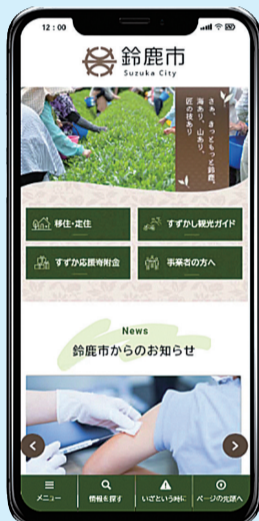 12:00
鈴鹿市
Suzuka City
さぁ、きっともっと鈴鹿。
海あり、山あり、
匠の技あり
移住・定住
すずかし観光ガイド
すずか応援寄附金
事業者の方へ
News
鈴鹿市からのお知らせ
メニュー
情報を探す
いざという時に
ページの先頭へ